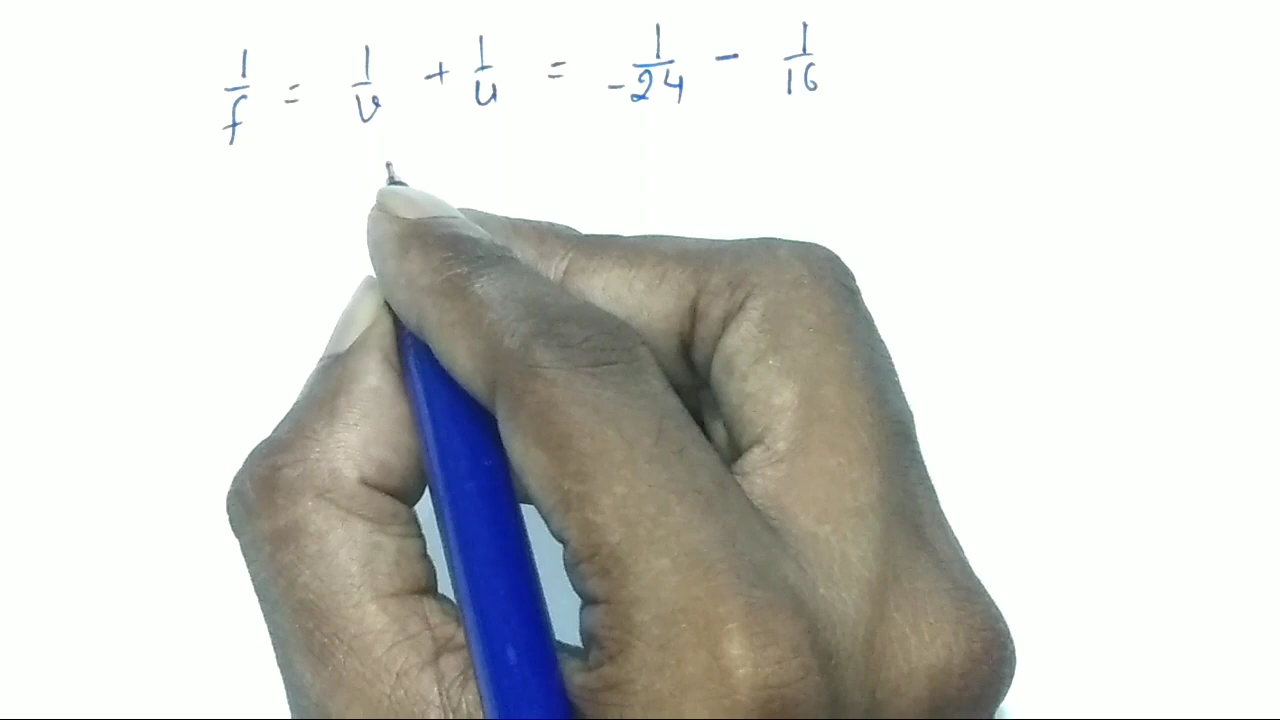 1/f = 1/v + 1/u = 1/-24 - 1/16